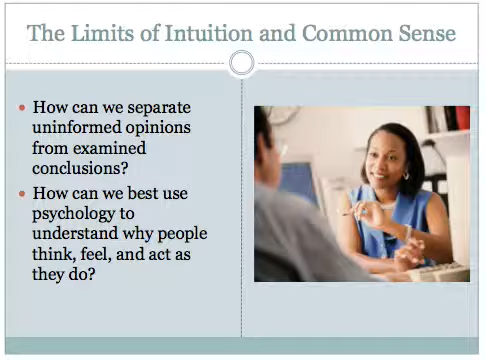 The Limits of Intuition and Common Sense
• How can we separate
uninformed opinions
from examined
conclusions?
• How can we best use
psychology to
understand why people
think, feel, and act as
they do?